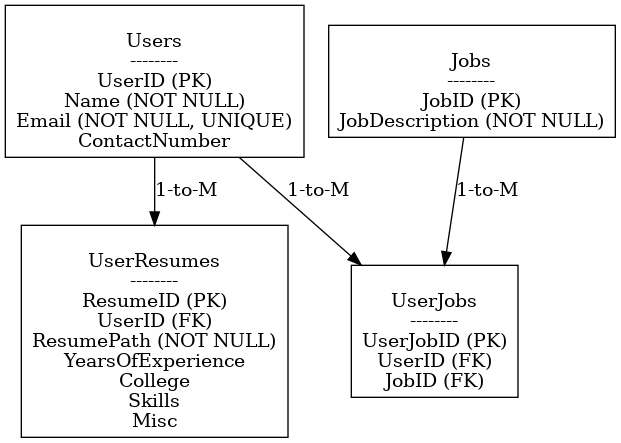 Users
--------
UserID (PK)
Name (NOT NULL)
Email (NOT NULL, UNIQUE)
ContactNumber
Jobs
--------
JobID (PK)
JobDescription (NOT NULL)
1-to-M
1-to-M
1-to-M
UserResumes
--------
ResumeID (PK)
UserID (FK)
ResumePath (NOT NULL)
YearsOfExperience
College
Skills
Misc
UserJobs
--------
UserJobID (PK)
UserID (FK)
JobID (FK)